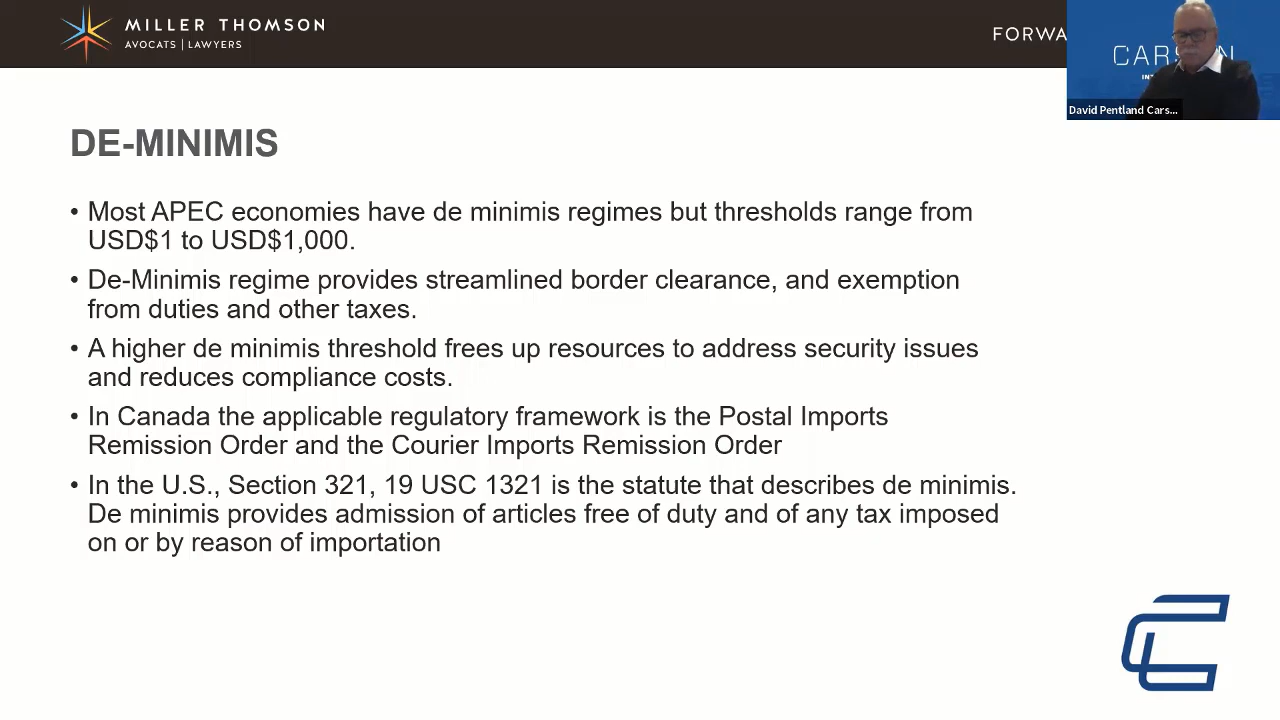 MILLER THOMSON
AVOCATS | LAWYERS
FORWA
CARS N
IN
David Pentland Cars...
DE-MINIMIS
• Most APEC economies have de minimis regimes but thresholds range from
USD$1 to USD$1,000.
• De-Minimis regime provides streamlined border clearance, and exemption
from duties and other taxes.
• A higher de minimis threshold frees up resources to address security issues
and reduces compliance costs.
• In Canada the applicable regulatory framework is the Postal Imports
Remission Order and the Courier Imports Remission Order
• In the U.S., Section 321, 19 USC 1321 is the statute that describes de minimis.
De minimis provides admission of articles free of duty and of any tax imposed
on or by reason of importation